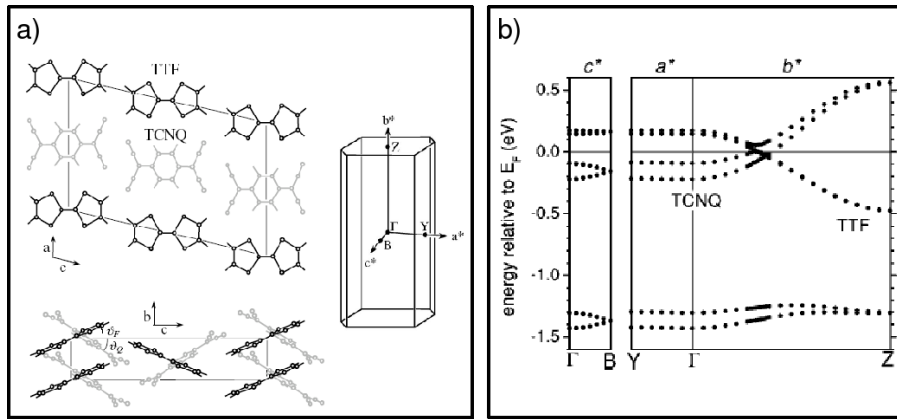 a)
TTF
TCNQ
a
c
b
c
ϑF
ϑQ
b*
Z
Γ
Y
a*
B
c*
b)
c* a* b*
energy relative to EF (eV)
0.5
0.0
-0.5
-1.0
-1.5
TCNQ
TTF
Γ B Y Γ Z